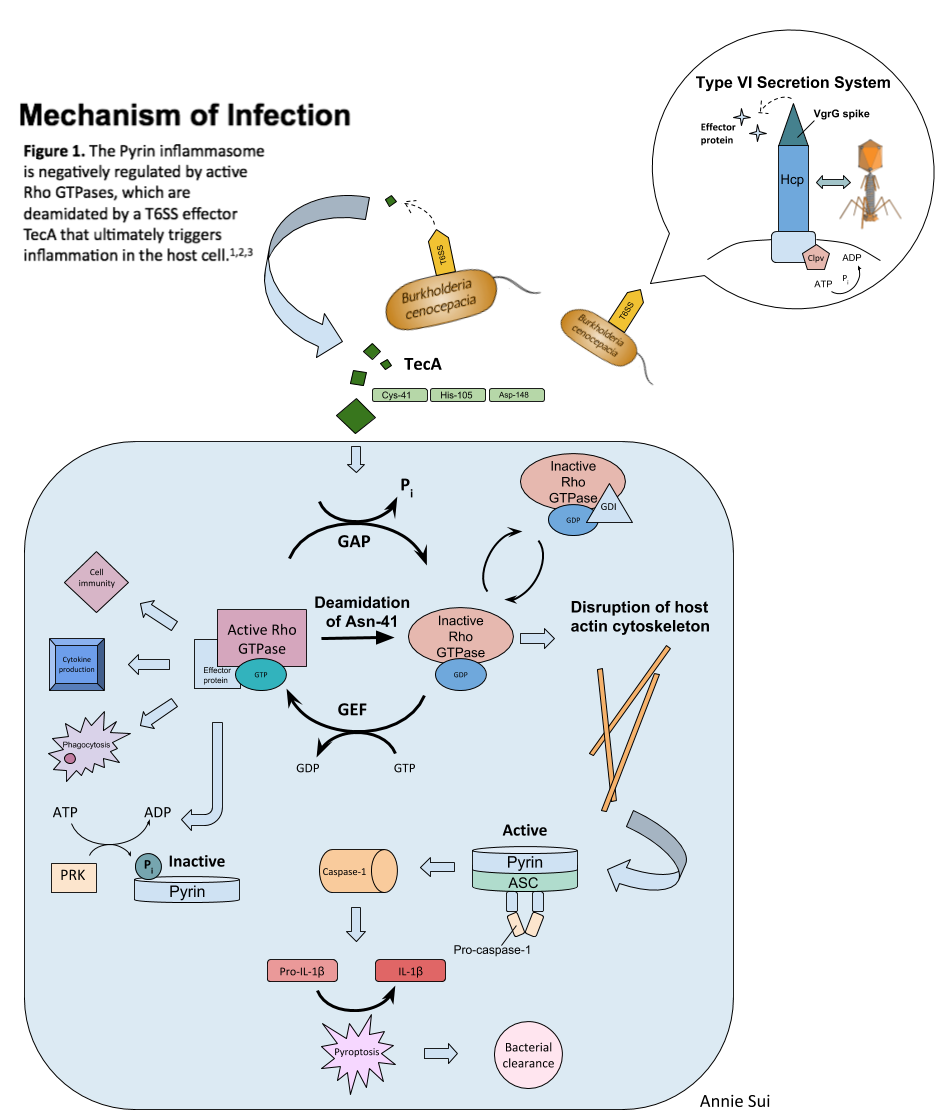 Mechanism of Infection
Figure 1. The Pyrin inflammasome
is negatively regulated by active
Rho GTPases, which are
deamidated by a T6SS effector
TecA that ultimately triggers
inflammation in the host cell.1,2,3
Type VI Secretion System
VgrG spike
Effector
protein
Hcp
Clpv
ADP
ATP
Pi
T6SS
Burkholderia
cenocepacia
T6SS
Burkholderia
cenocepacia
TecA
Cys-41
His-105
Asp-148
Pi
GAP
Inactive
Rho
GTPase
GDP
GDI
Cell
immunity
Cytokine
production
Phagocytosis
Active Rho
GTPase
Effector
protein
GTP
Deamidation
of Asn-41
Inactive
Rho
GTPase
GDP
Disruption of host
actin cytoskeleton
GEF
GDP
GTP
ATP
ADP
PRK
Pi
Inactive
Pyrin
Active
Pyrin
ASC
Pro-caspase-1
Caspase-1
Pro-IL-1β
IL-1β
Pyroptosis
Bacterial
clearance
Annie Sui